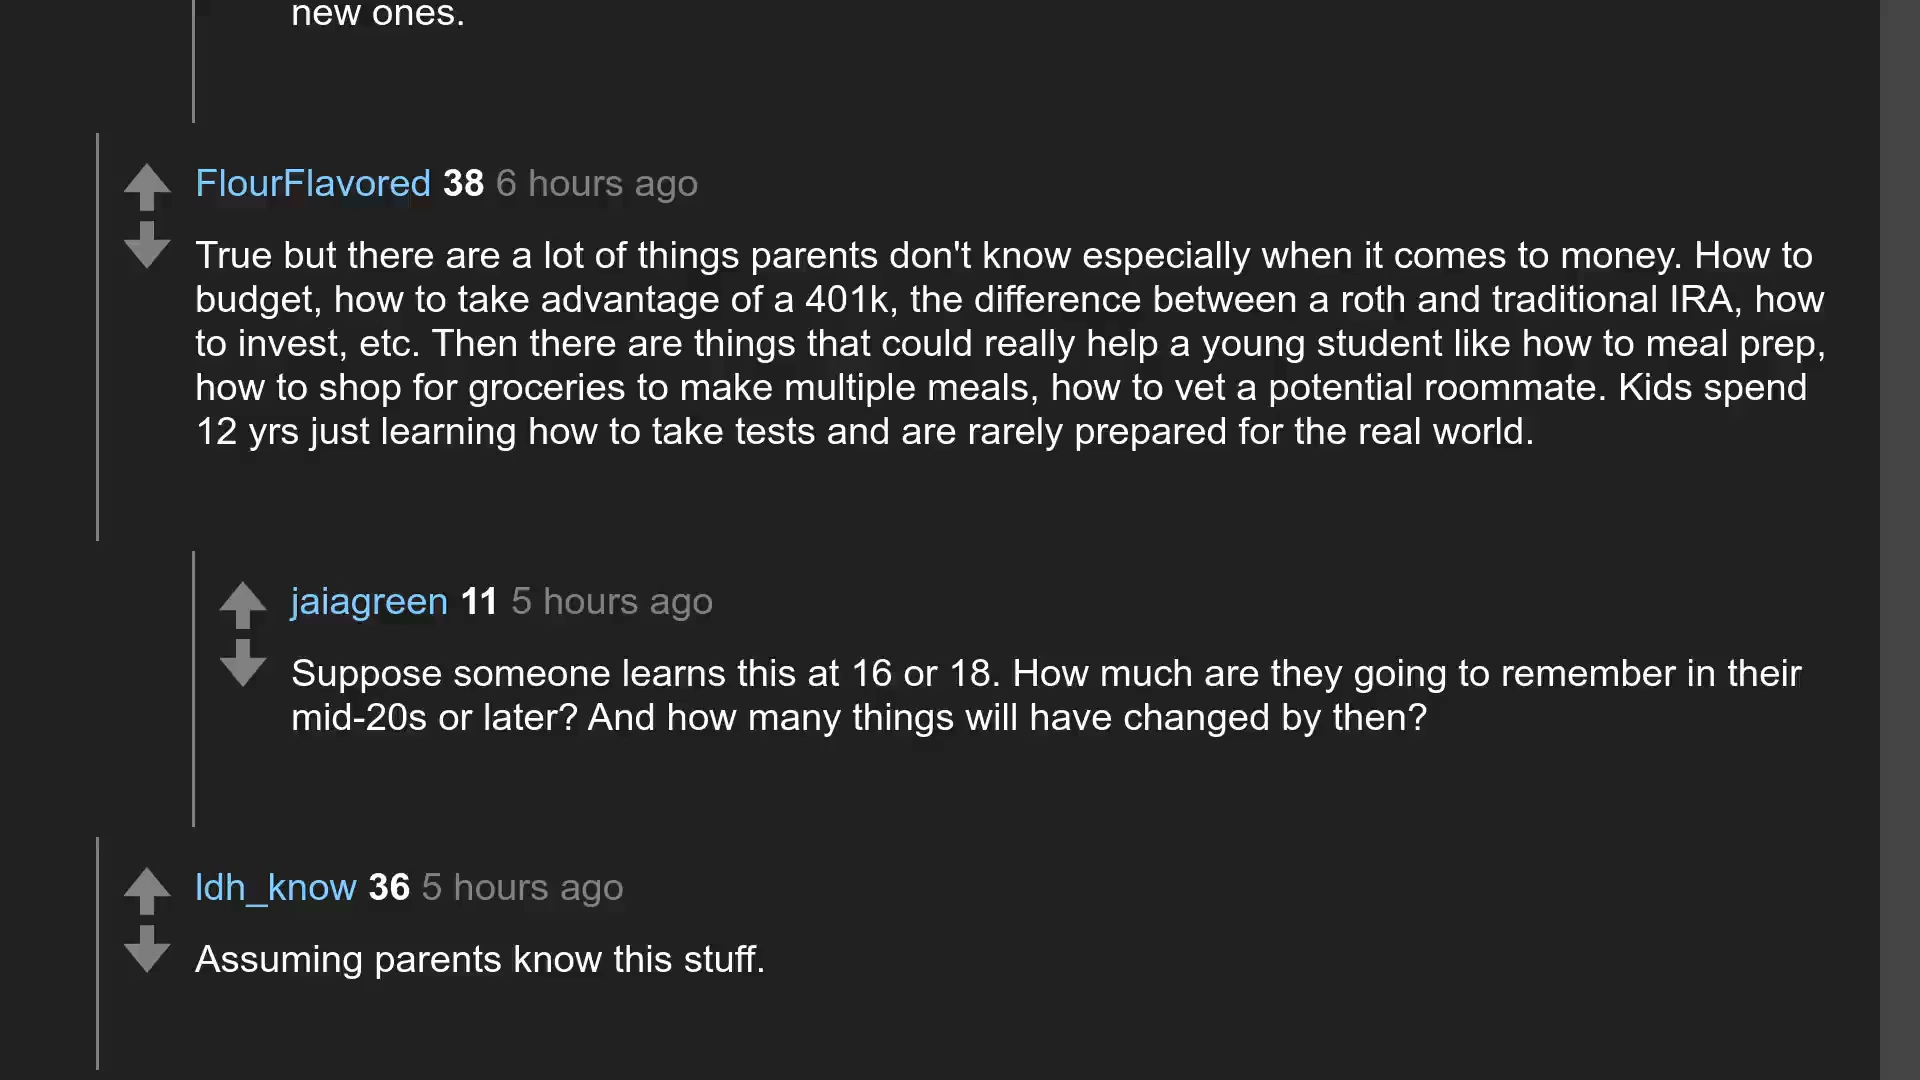 new ones.
FlourFlavored 38 6 hours ago
True but there are a lot of things parents don't know especially when it comes to money. How to
budget, how to take advantage of a 401k, the difference between a roth and traditional IRA, how
to invest, etc. Then there are things that could really help a young student like how to meal prep,
how to shop for groceries to make multiple meals, how to vet a potential roommate. Kids spend
12 yrs just learning how to take tests and are rarely prepared for the real world.
jaiagreen 11 5 hours ago
Suppose someone learns this at 16 or 18. How much are they going to remember in their
mid-20s or later? And how many things will have changed by then?
ldh_know 36 5 hours ago
Assuming parents know this stuff.